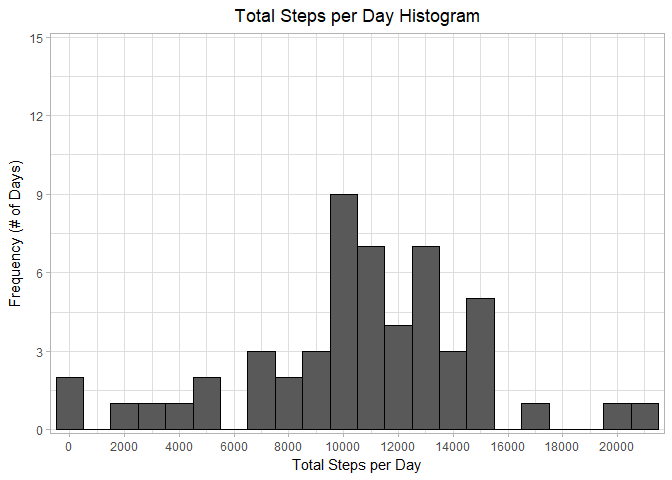 Total Steps per Day Histogram
15
12
9
6
3
0
Frequency (# of Days)
0 2000 4000 6000 8000 10000 12000 14000 16000 18000 20000
Total Steps per Day